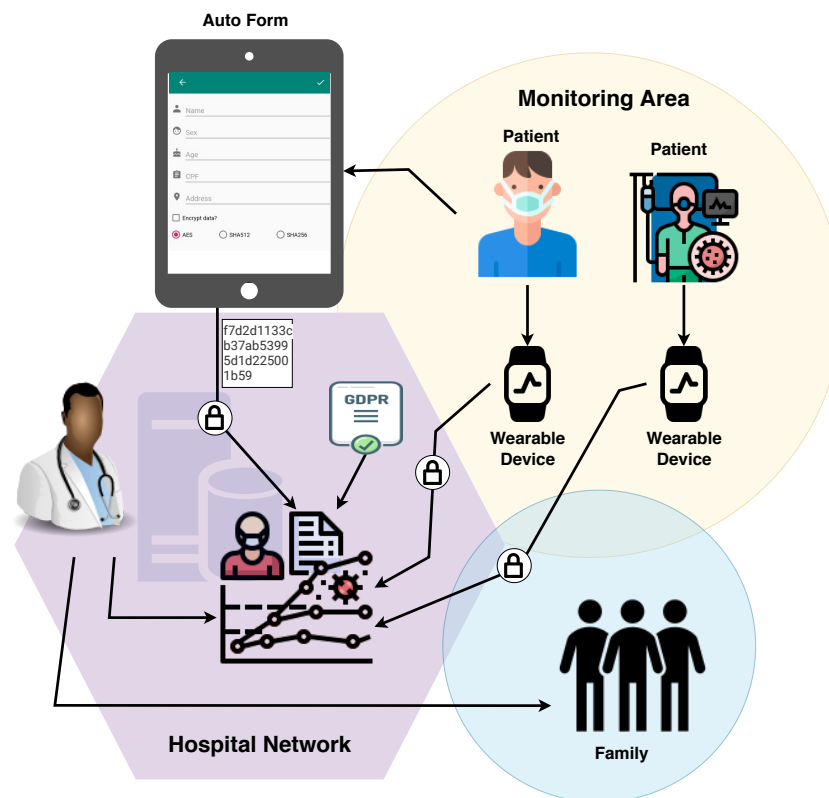 Auto Form
Name
Sex
Age
CPF
Address
Encrypt data?
AES
SHA512
SHA256
Monitoring Area
Patient
Patient
f7d2d1133c
b37ab5399
5d1d22500
1b59
GDPR
Wearable
Device
Wearable
Device
Hospital Network
Family